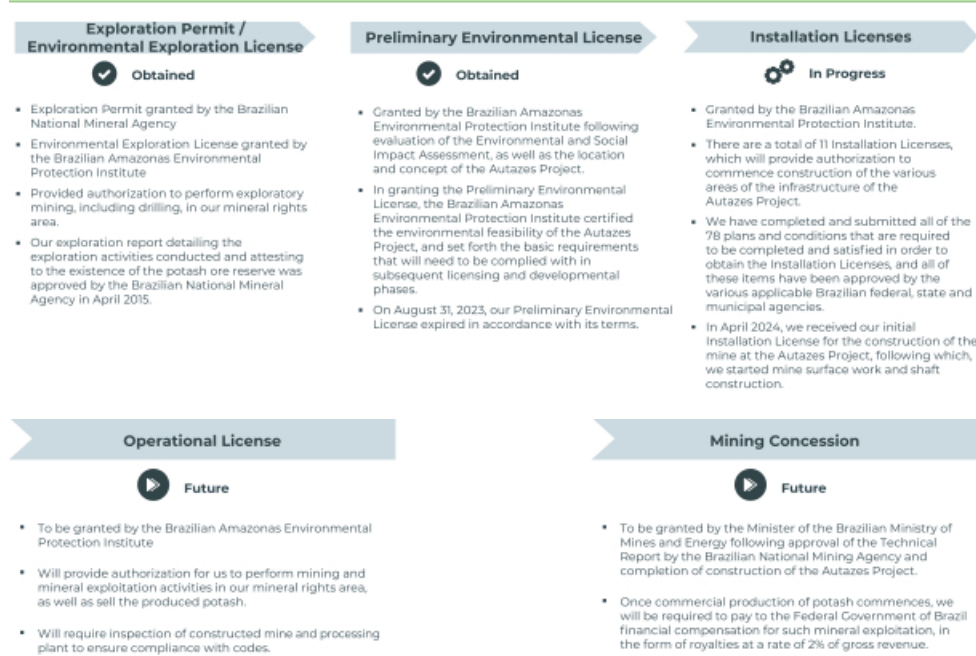 Exploration Permit /
Environmental Exploration License
Obtained
▪ Exploration Permit granted by the Brazilian
National Mineral Agency
▪ Environmental Exploration License granted by
the Brazilian Amazonas Environmental
Protection Institute
▪ Provided authorization to perform exploratory
mining, including drilling, in our mineral rights
area.
▪ Our exploration report detailing the
exploration activities conducted and attesting
to the existence of the potash ore reserve was
approved by the Brazilian National Mineral
Agency in April 2015.
Preliminary Environmental License
Obtained
▪ Granted by the Brazilian Amazonas
Environmental Protection Institute following
evaluation of the Environmental and Social
Impact Assessment, as well as the location
and concept of the Autazes Project.
▪ In granting the Preliminary Environmental
License, the Brazilian Amazonas
Environmental Protection Institute certified
the environmental feasibility of the Autazes
Project, and set forth the basic requirements
that will need to be complied with in
subsequent licensing and developmental
phases.
▪ On August 31, 2023, our Preliminary Environmental
License expired in accordance with its terms.
Installation Licenses
In Progress
▪ Granted by the Brazilian Amazonas
Environmental Protection Institute.
▪ There are a total of 11 Installation Licenses,
which will provide authorization to
commence construction of the various
areas of the infrastructure of the
Autazes Project.
▪ We have completed and submitted all of the
78 plans and conditions that are required
to be completed and satisfied in order to
obtain the Installation Licenses, and all of
these items have been approved by the
various applicable Brazilian federal, state and
municipal agencies.
▪ In April 2024, we received our initial
Installation License for the construction of the
mine at the Autazes Project, following which,
we started mine surface work and shaft
construction.
Operational License
Future
▪ To be granted by the Brazilian Amazonas Environmental
Protection Institute
▪ Will provide authorization for us to perform mining and
mineral exploitation activities in our mineral rights area,
as well as sell the produced potash.
▪ Will require inspection of constructed mine and processing
plant to ensure compliance with codes.
Mining Concession
Future
▪ To be granted by the Minister of the Brazilian Ministry of
Mines and Energy following approval of the Technical
Report by the Brazilian National Mining Agency and
completion of construction of the Autazes Project.
▪ Once commercial production of potash commences, we
will be required to pay to the Federal Government of Brazil
financial compensation for such mineral exploitation, in
the form of royalties at a rate of 2% of gross revenue.